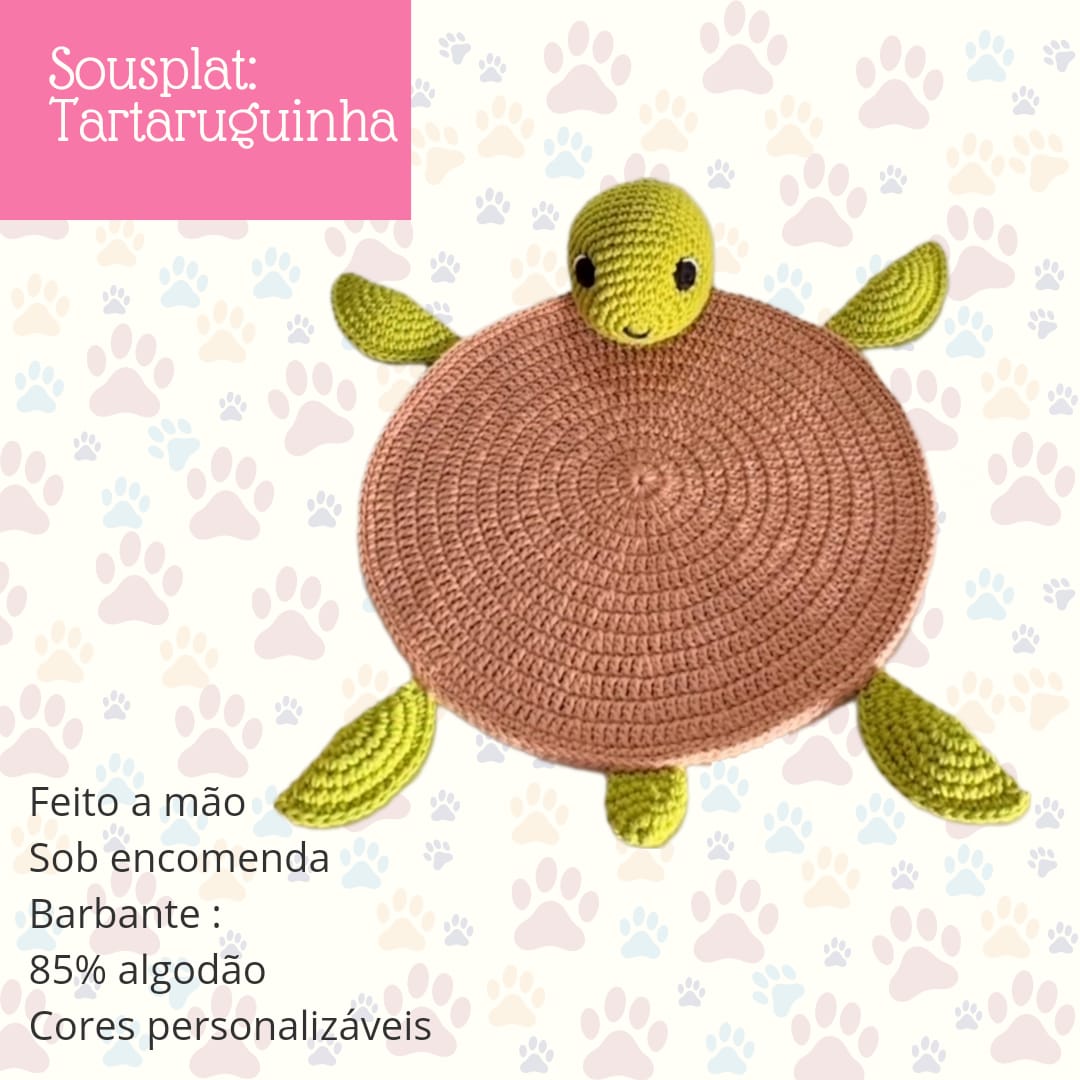 Sousplat:
Tartaruguinha
Feito a mão
Sob encomenda
Barbante :
85% algodão
Cores personalizáveis